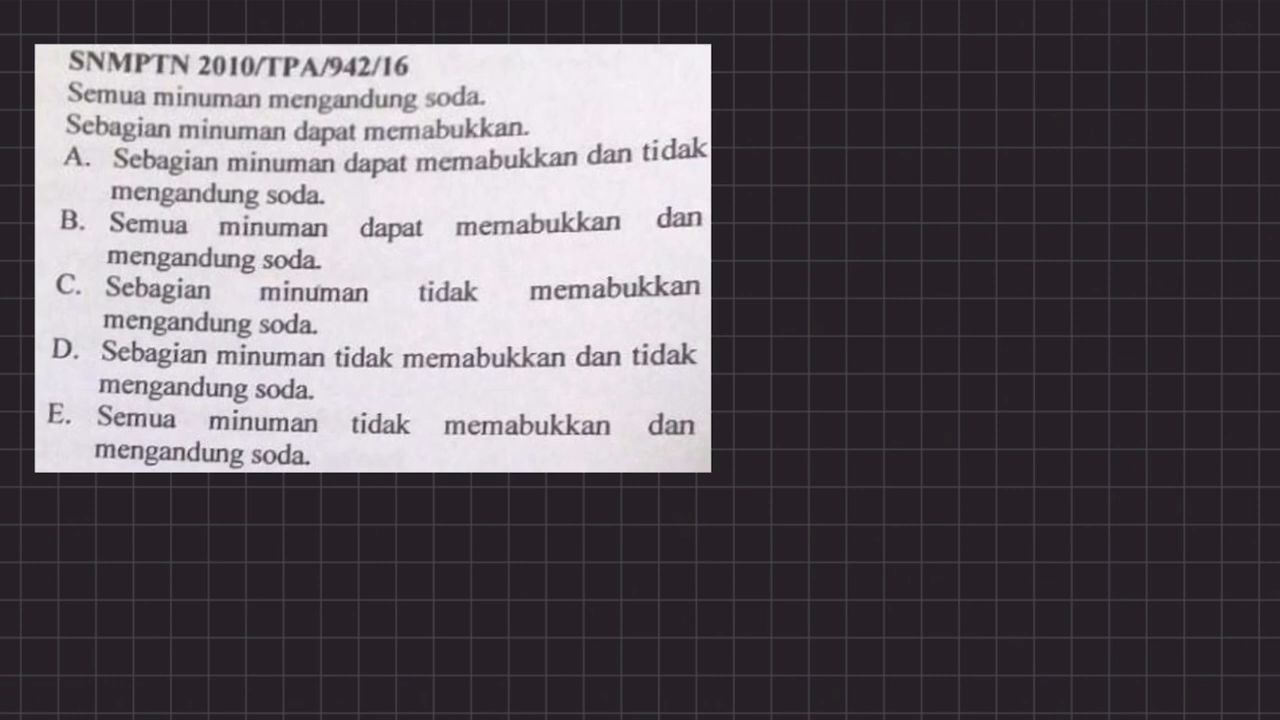 SNMPTN 2010/TPA/942/16
Semua minuman mengandung soda.
Sebagian minuman dapat memabukkan.
A. Sebagian minuman dapat memabukkan dan tidak
mengandung soda.
B. Semua minuman dapat memabukkan dan
mengandung soda.
C. Sebagian minuman tidak memabukkan
mengandung soda.
D. Sebagian minuman tidak memabukkan dan tidak
mengandung soda.
E. Semua minuman tidak memabukkan dan
mengandung soda.